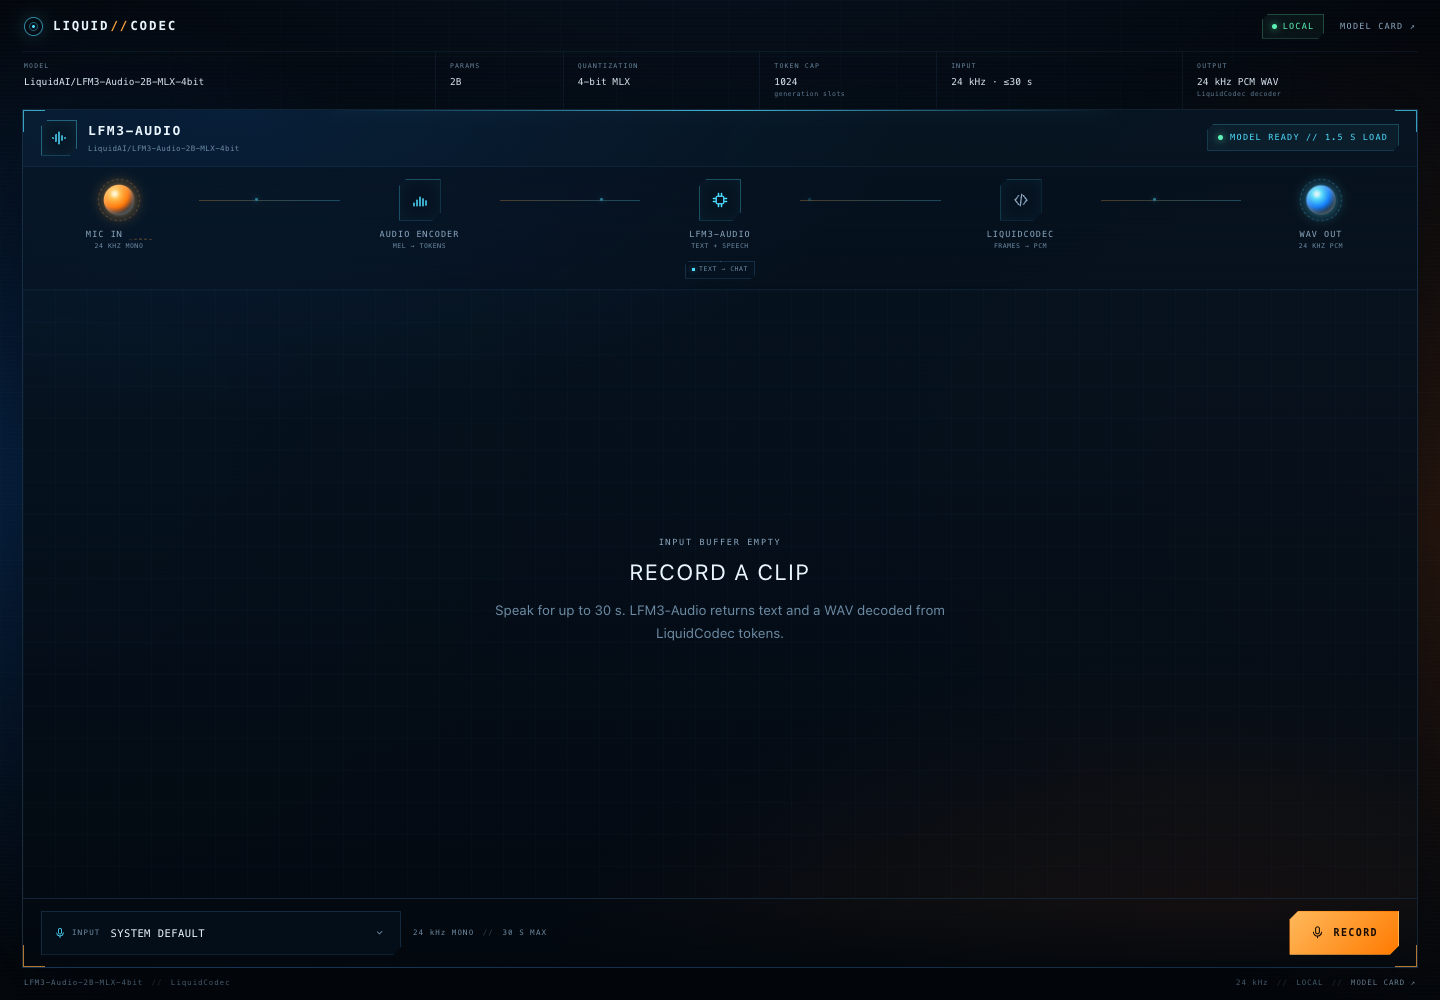 LIQUID//CODEC
LOCAL
MODEL CARD ↗
MODEL
LiquidAI/LFM3-Audio-2B-MLX-4bit
PARAMS
2B
QUANTIZATION
4-bit MLX
TOKEN CAP
1024
generation slots
INPUT
24 kHz · ≤30 s
OUTPUT
24 kHz PCM WAV
LiquidCodec decoder
LFM3-AUDIO
LiquidAI/LFM3-Audio-2B-MLX-4bit
MODEL READY // 1.5 S LOAD
MIC IN
24 KHZ MONO
AUDIO ENCODER
MEL → TOKENS
LFM3-AUDIO
TEXT + SPEECH
TEXT → CHAT
LIQUIDCODEC
FRAMES → PCM
WAV OUT
24 KHZ PCM
INPUT BUFFER EMPTY
RECORD A CLIP
Speak for up to 30 s. LFM3-Audio returns text and a WAV decoded from
LiquidCodec tokens.
INPUT SYSTEM DEFAULT
24 kHz MONO // 30 S MAX
RECORD
LFM3-Audio-2B-MLX-4bit // LiquidCodec
24 kHz // LOCAL // MODEL CARD ↗